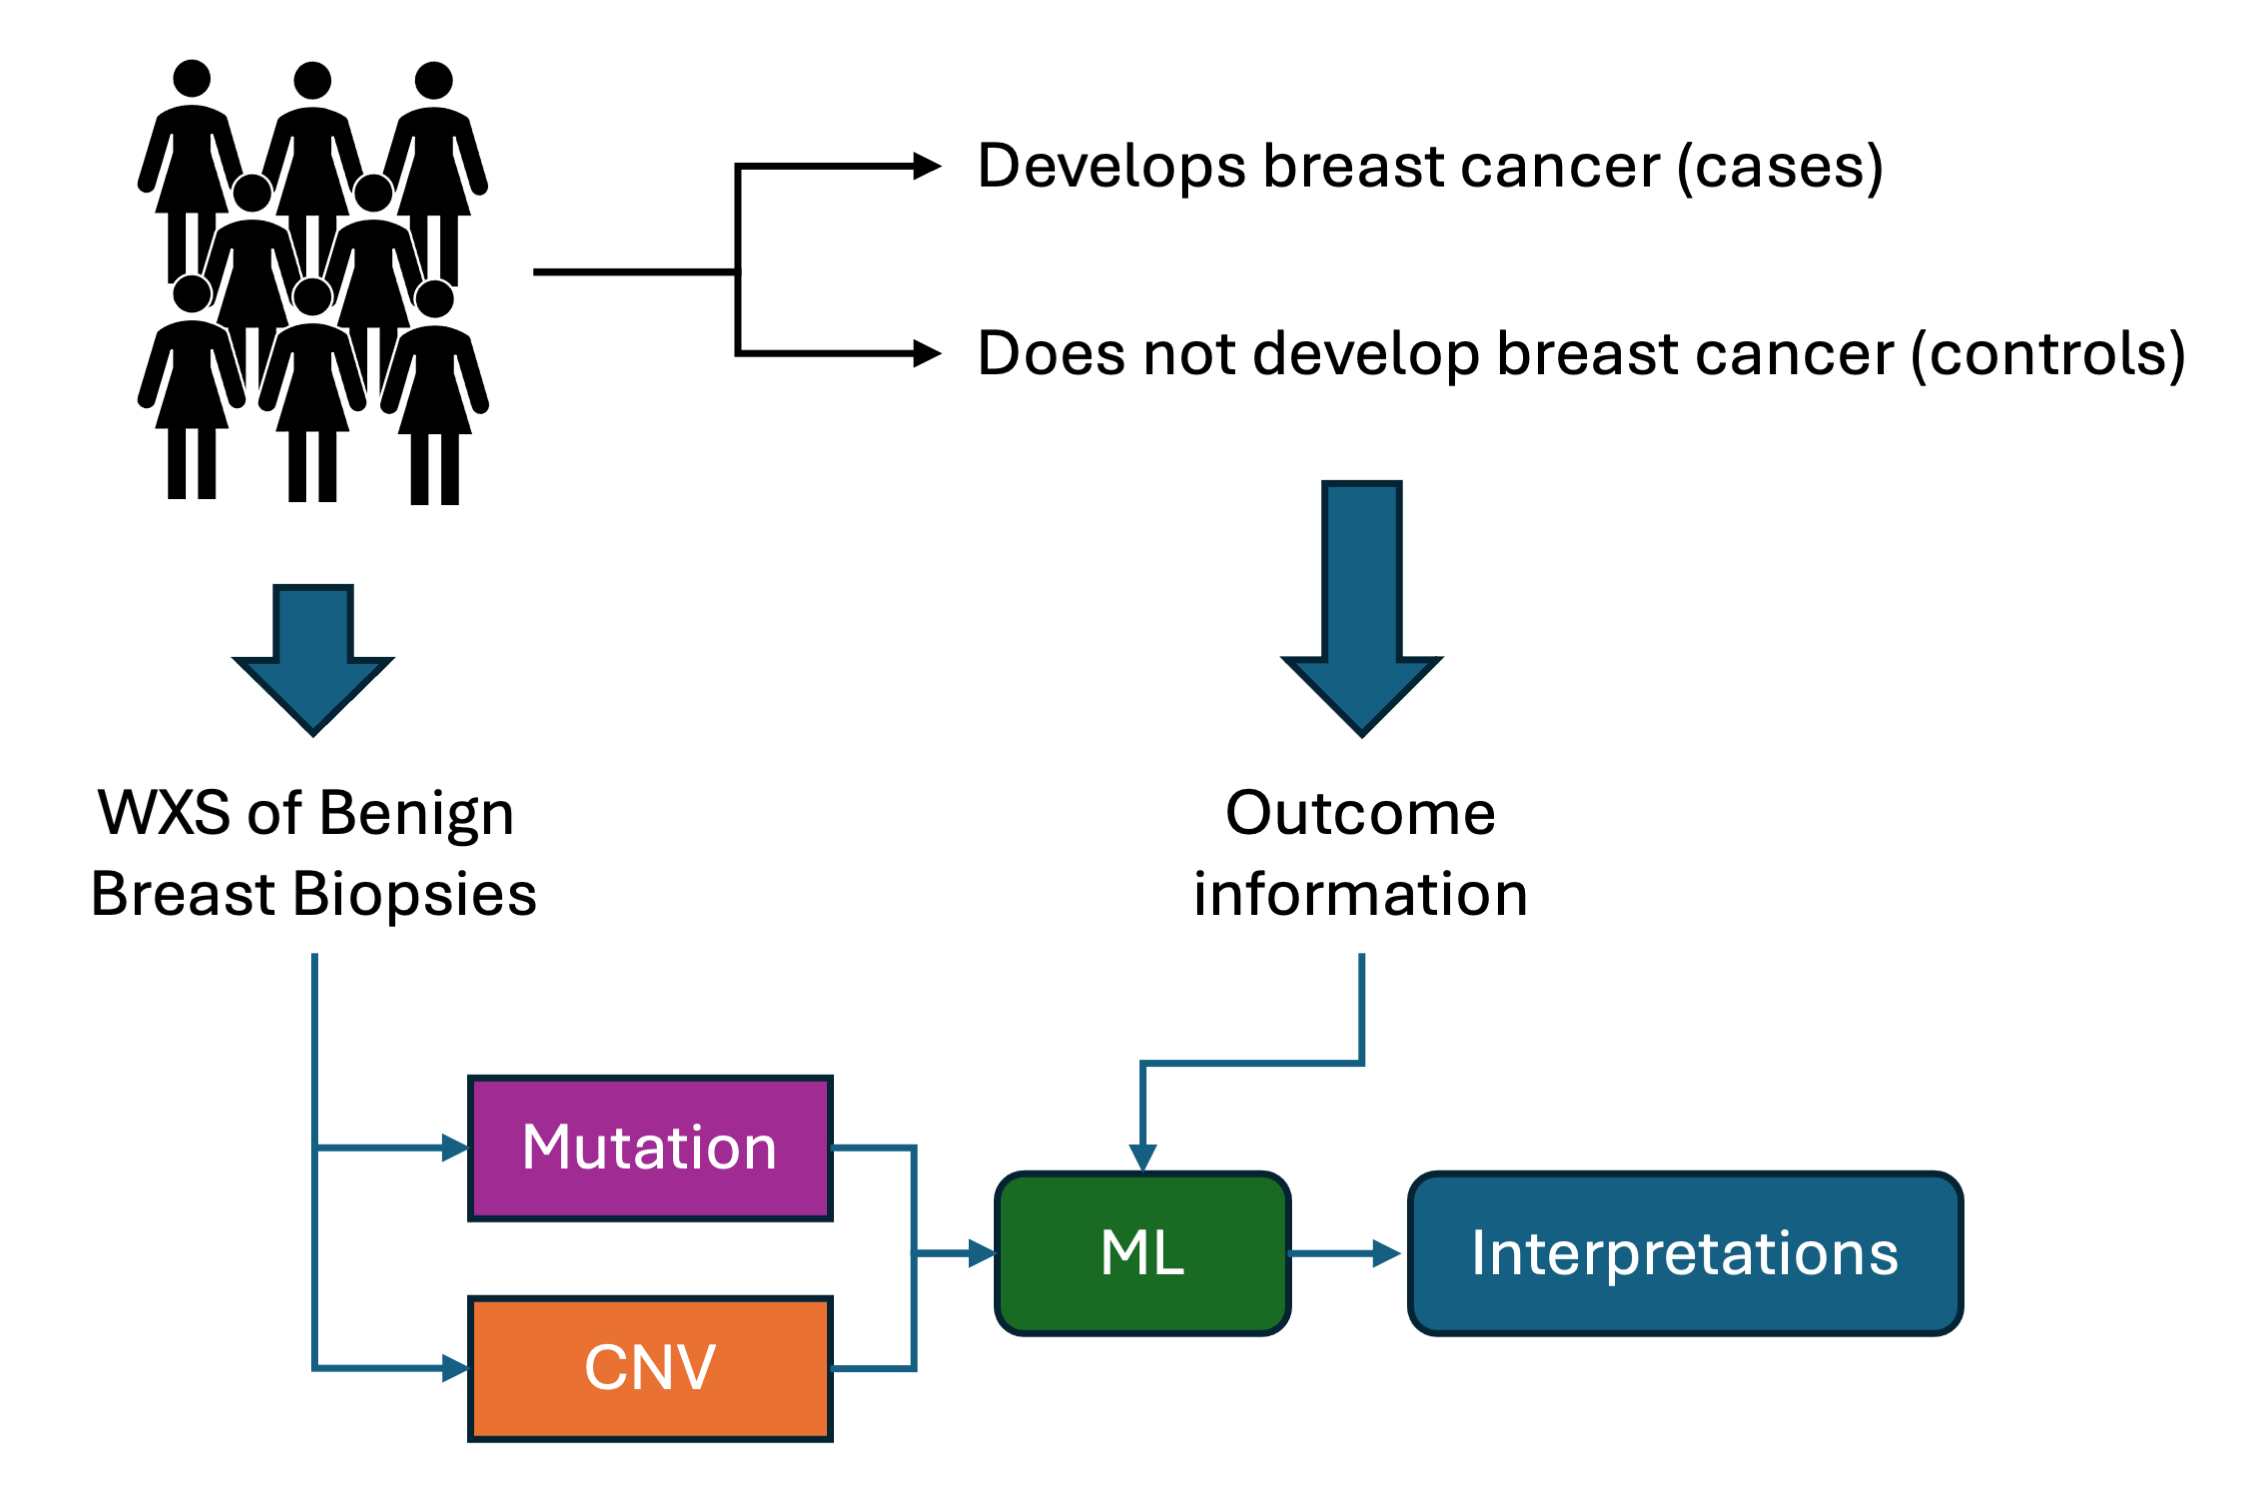 Develops breast cancer (cases)
Does not develop breast cancer (controls)
WXS of Benign
Breast Biopsies
Outcome
information
Mutation
CNV
ML
Interpretations